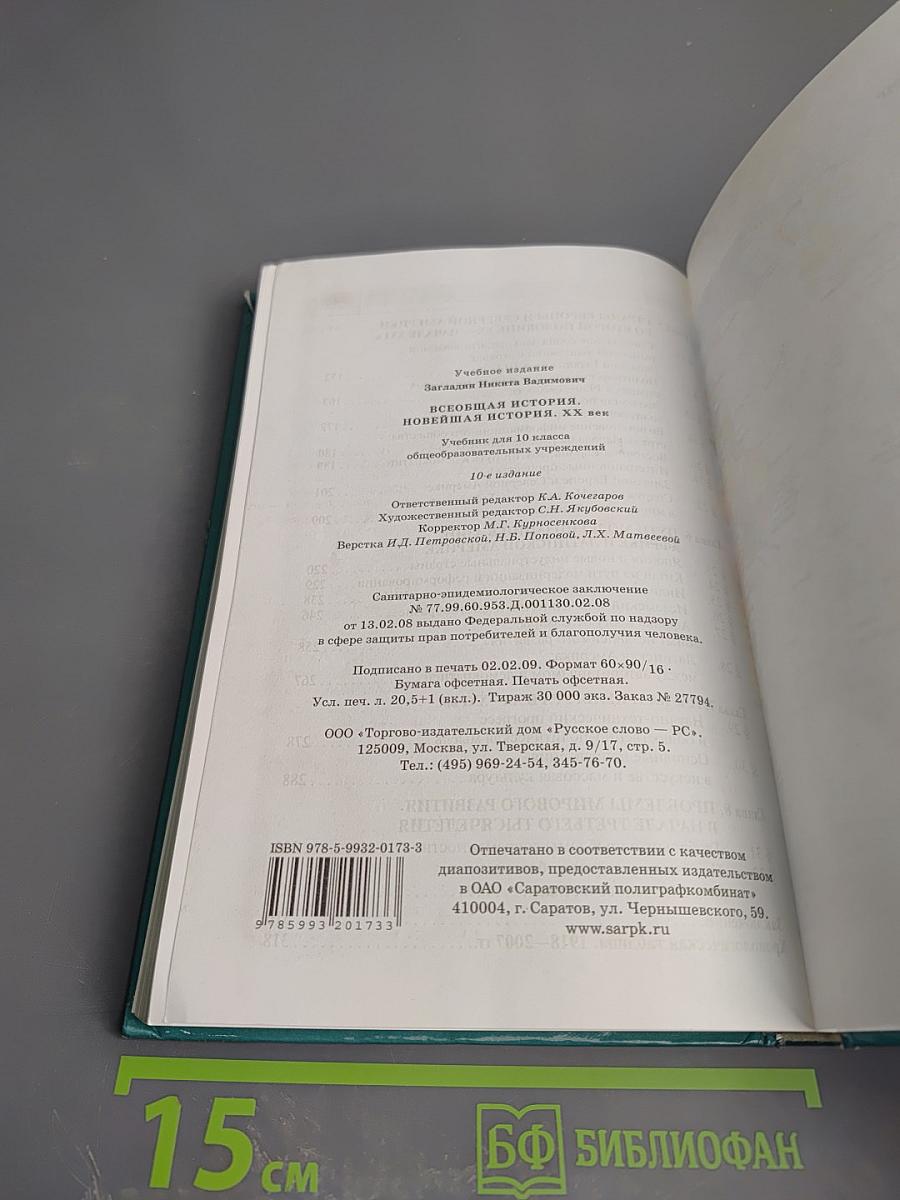 Учебное издание
Загладин Никита Вадимович
ВСЕОБЩАЯ ИСТОРИЯ.
НОВЕЙШАЯ ИСТОРИЯ. XX век
Учебник для 10 класса
общеобразовательных учреждений
10-е издание
Ответственный редактор К.А. Кочегаров
Художественный редактор С.Н. Якубовский
Корректор М.Г. Курносенкова
Верстка И.Д. Петровской, Н.Б. Поповой, Л.Х. Матвеевой
Санитарно-эпидемиологическое заключение
№ 77.99.60.953.Д.001130.02.08
от 13.02.08 выдано Федеральной службой по надзору
в сфере защиты прав потребителей и благополучия человека.
Подписано в печать 02.02.09. Формат 60×90/16.
Бумага офсетная. Печать офсетная.
Усл. печ. л. 20,5+1 (вкл.). Тираж 30 000 экз. Заказ № 27794.
ООО «Торгово-издательский дом «Русское слово — РС».
125009, Москва, ул. Тверская, д. 9/17, стр. 5.
Тел.: (495) 969-24-54, 345-76-70.
ISBN 978-5-9932-0173-3
9 785993 201733
Отпечатано в соответствии с качеством
диапозитивов, предоставленных издательством
в ОАО «Саратовский полиграфкомбинат»
410004, г. Саратов, ул. Чернышевского, 59.
www.sarpk.ru
15 см
БФ БИБЛИОФАН